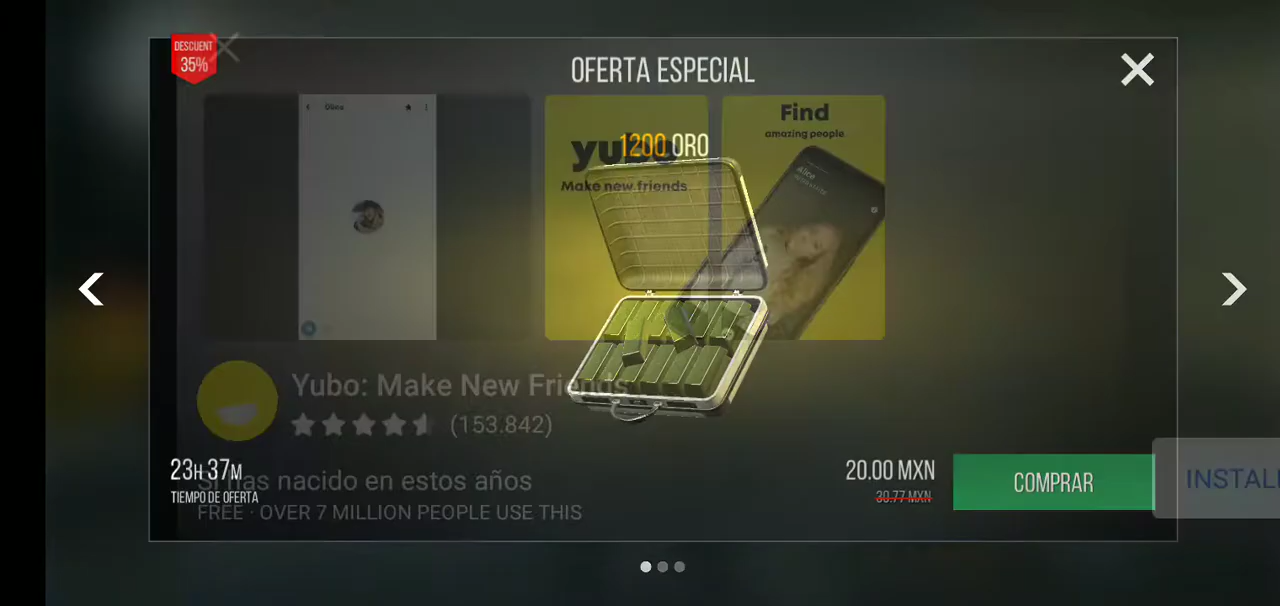 DESCUENT
35%
OFERTA ESPECIAL
Olina
yubo
Make new friends
1200 ORO
Find
amazing people
Alice
Yubo: Make New Friends
(153.842)
23H 37M
TIEMPO DE OFERTA
Si has nacido en estos años
FREE · OVER 7 MILLION PEOPLE USE THIS
20.00 MXN
30.77 MXN
COMPRAR
INSTAL